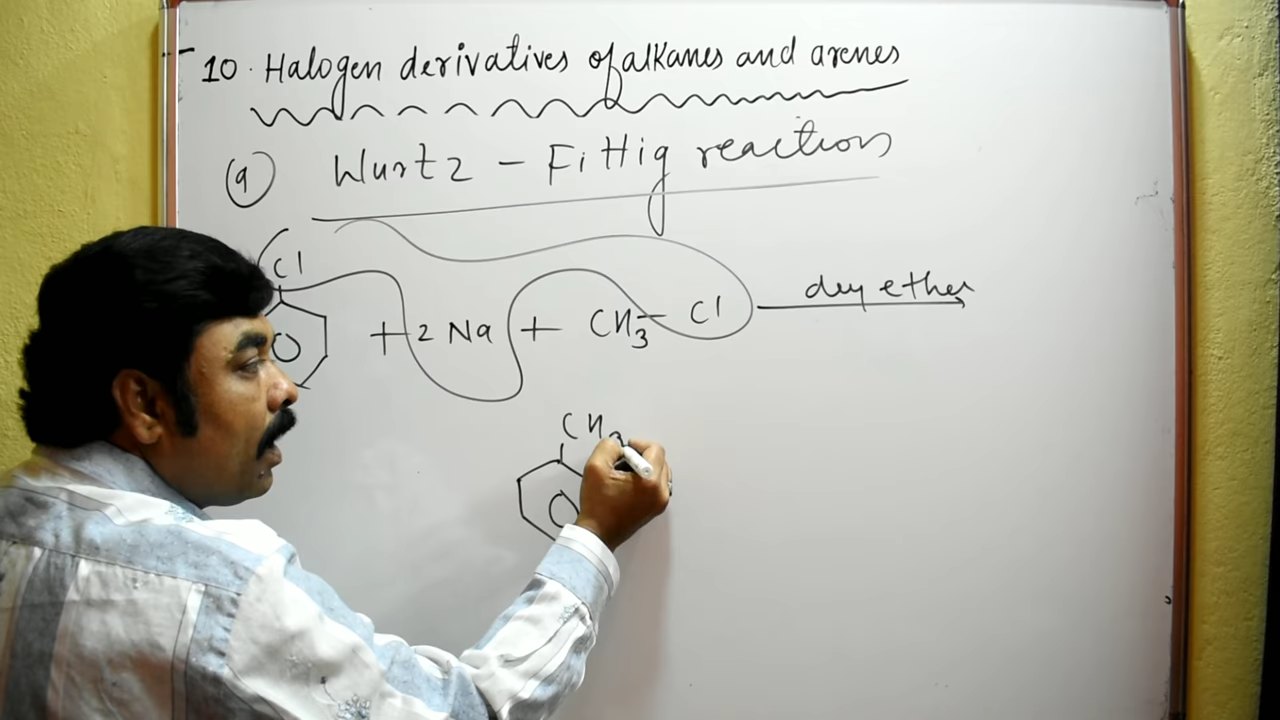 10. Halogen derivatives of alkanes and arenes
(a) Wurtz - Fittig reaction
Cl
+ 2 Na + CH3 - Cl dry ether
CH3